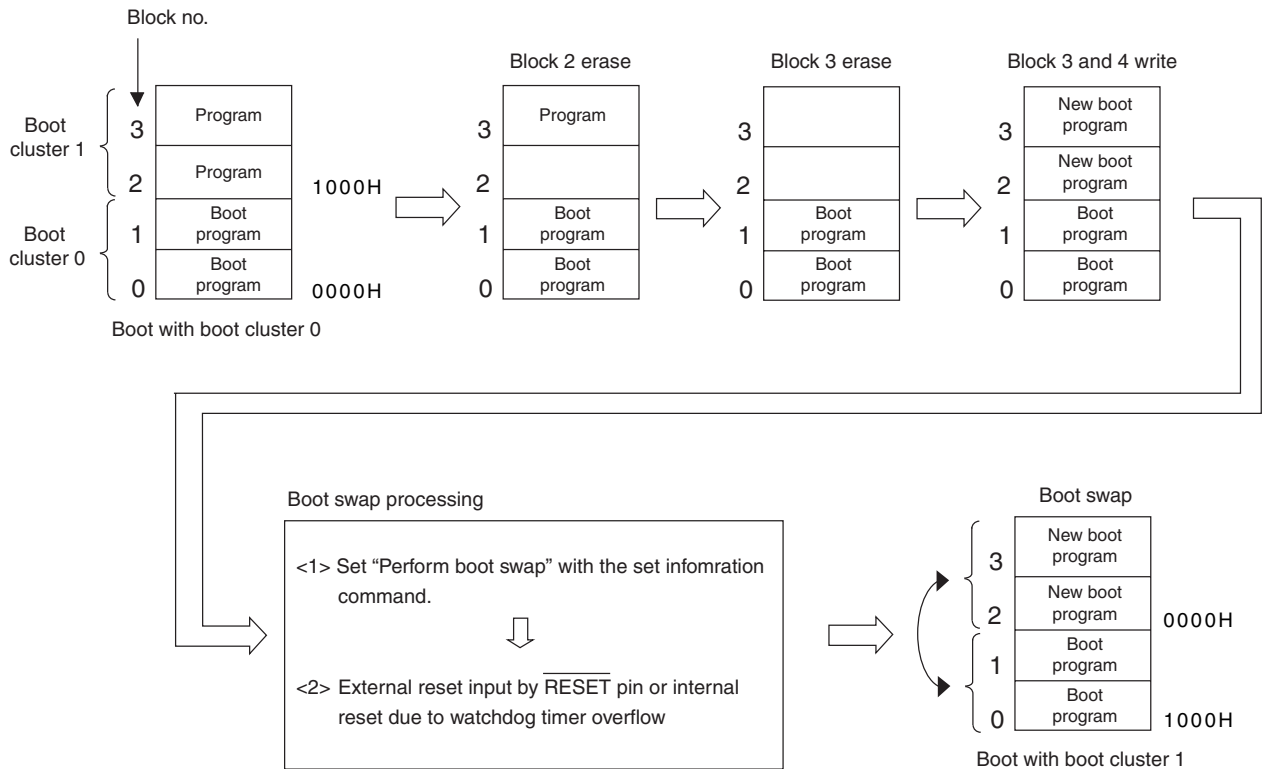 Block no.
Boot
cluster 1
Boot
cluster 0
3
2
1
0
Program
Program
Boot
program
Boot
program
1000H
0000H
Boot with boot cluster 0
Block 2 erase
3
2
1
0
Program
Boot
program
Boot
program
Block 3 erase
3
2
1
0
Boot
program
Boot
program
Block 3 and 4 write
3
2
1
0
New boot
program
New boot
program
Boot
program
Boot
program
Boot swap processing
<1> Set “Perform boot swap” with the set infomration
command.
<2> External reset input by RESET pin or internal
reset due to watchdog timer overflow
Boot swap
3
2
1
0
New boot
program
New boot
program
Boot
program
Boot
program
0000H
1000H
Boot with boot cluster 1